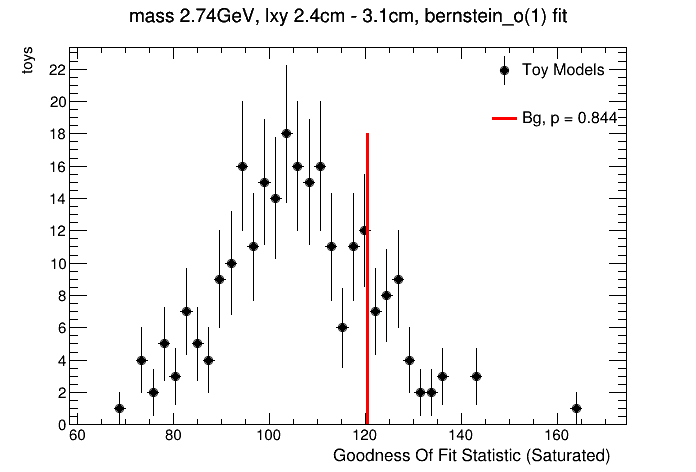 mass 2.74GeV, lxy 2.4cm - 3.1cm, bernstein_o(1) fit
toys
22
20
18
16
14
12
10
8
6
4
2
0
Toy Models
Bg, p = 0.844
60 80 100 120 140 160
Goodness Of Fit Statistic (Saturated)